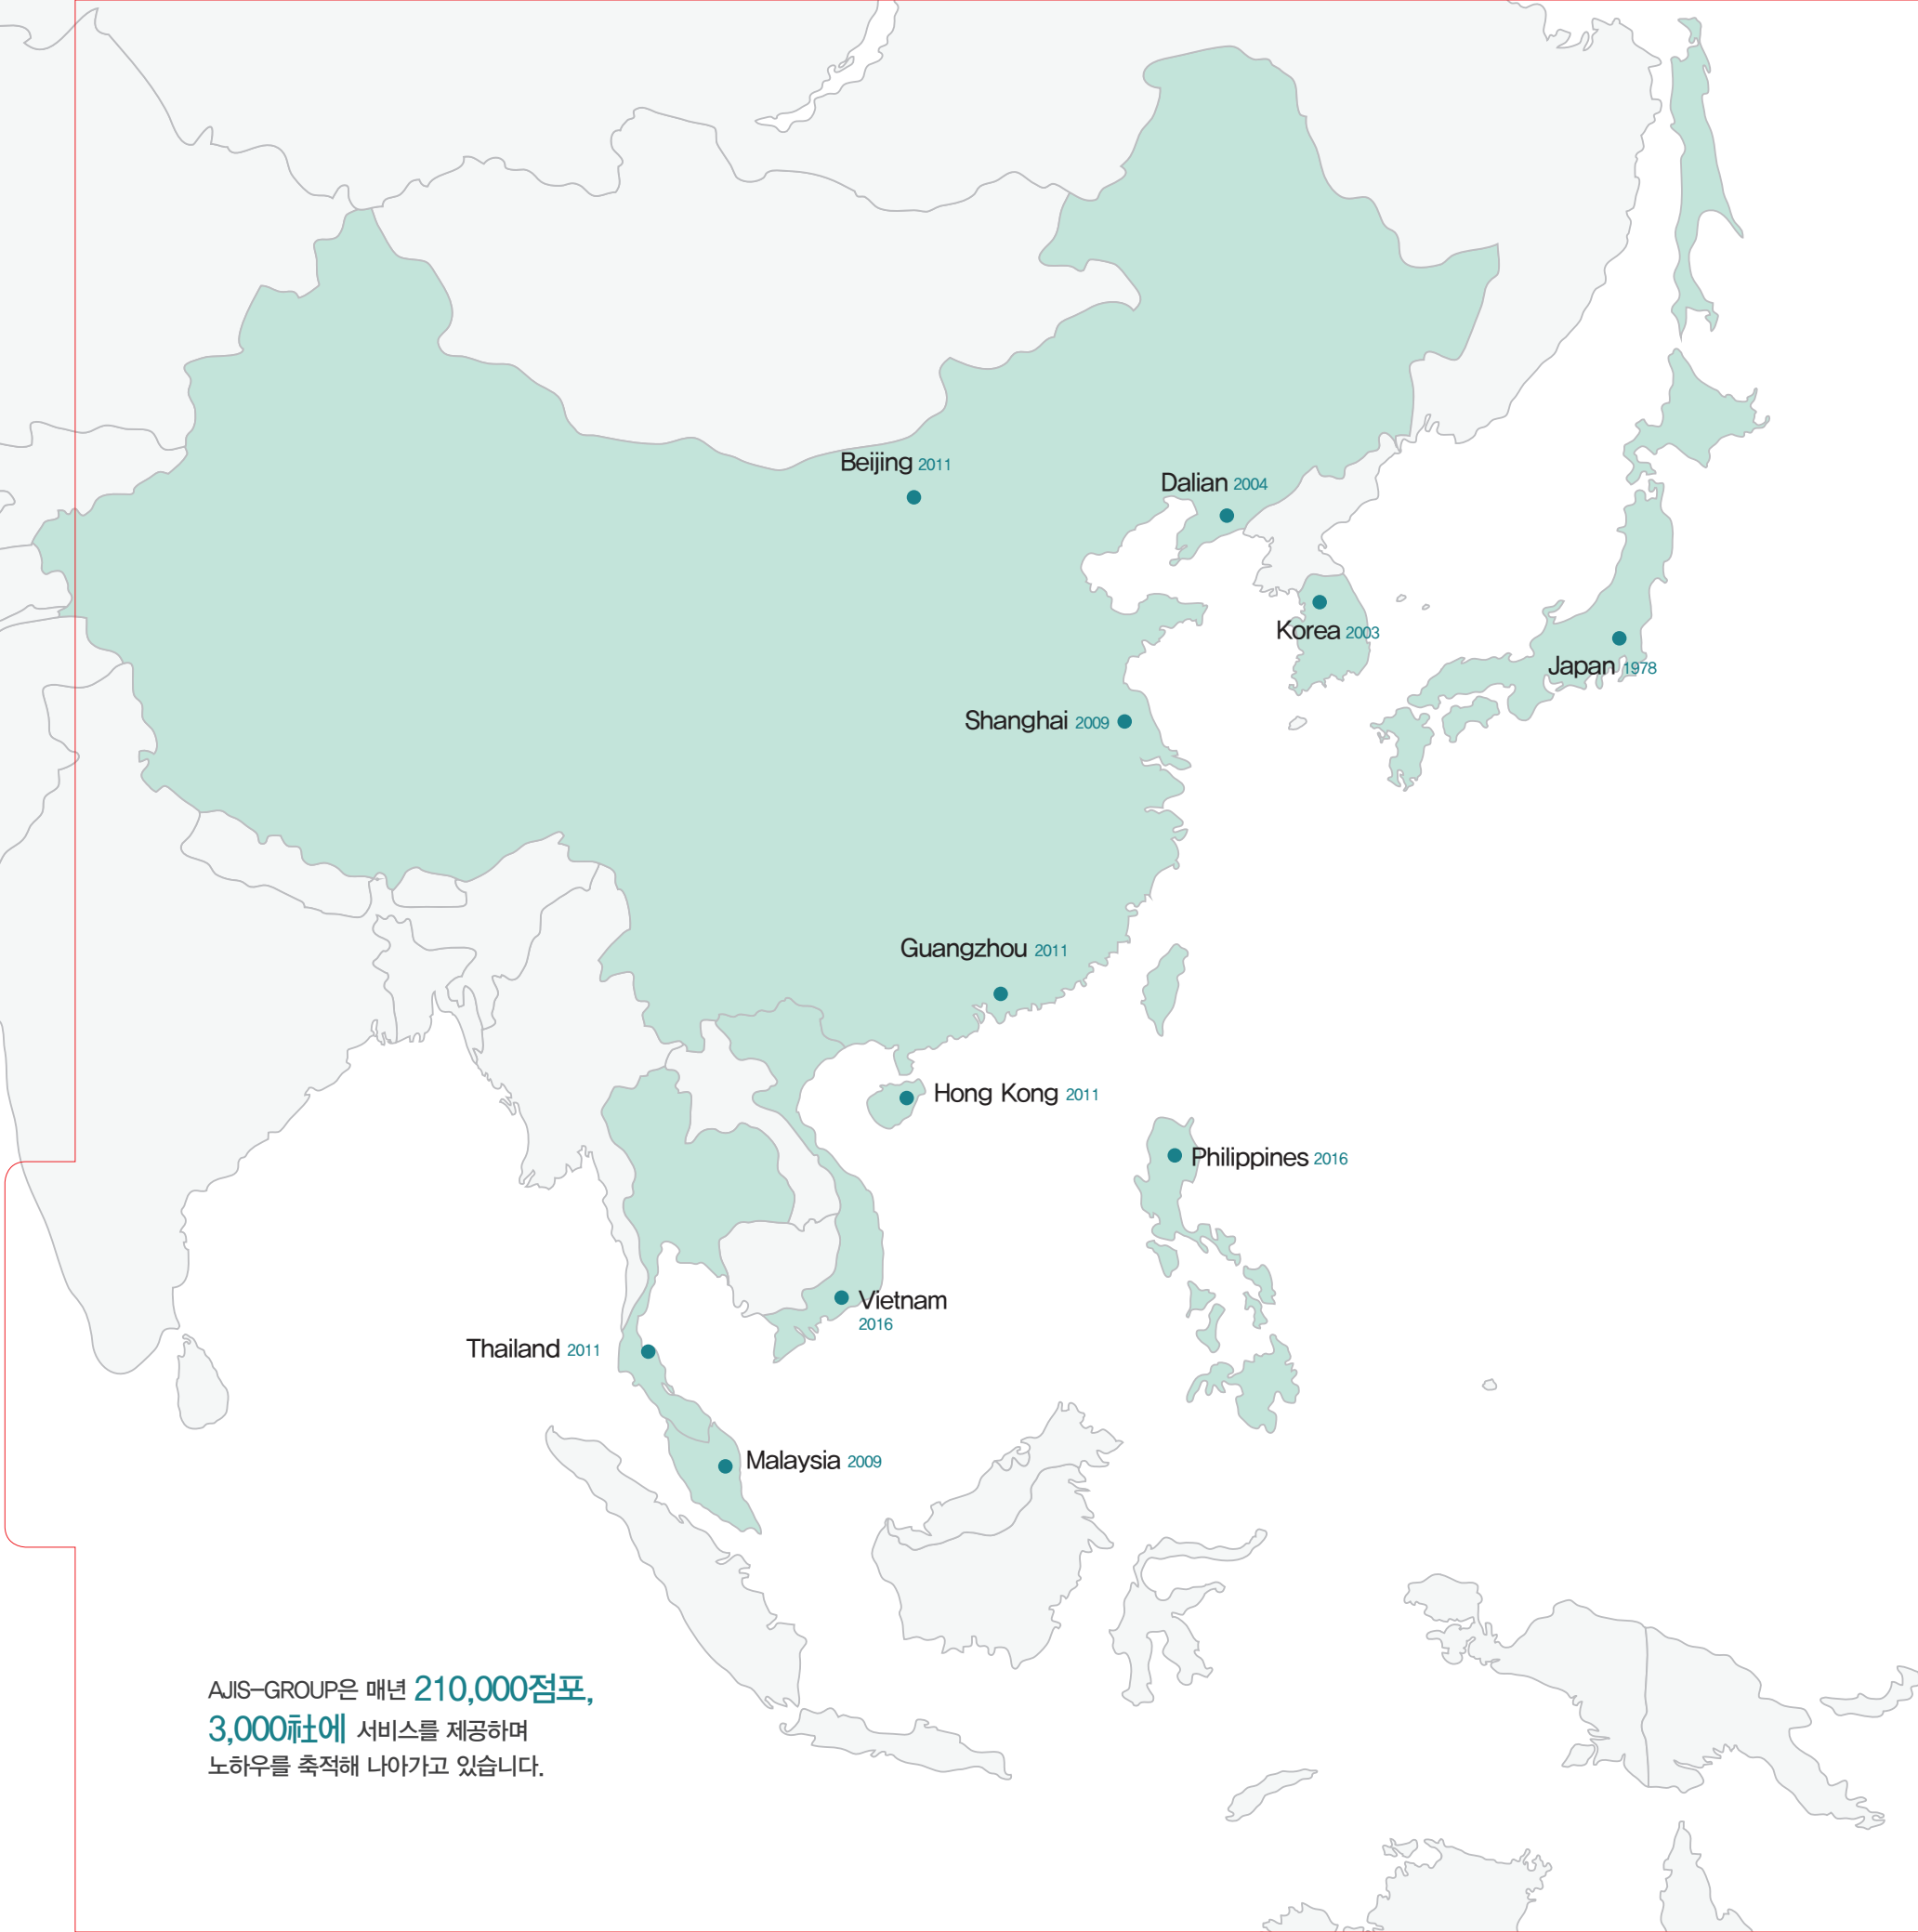 Beijing 2011
Dalian 2004
Korea 2003
Japan 1978
Shanghai 2009
Guangzhou 2011
Hong Kong 2011
Philippines 2016
Vietnam
2016
Thailand 2011
Malaysia 2009
AJIS-GROUP은 매년 210,000점포,
3,000社에 서비스를 제공하며
노하우를 축적해 나아가고 있습니다.